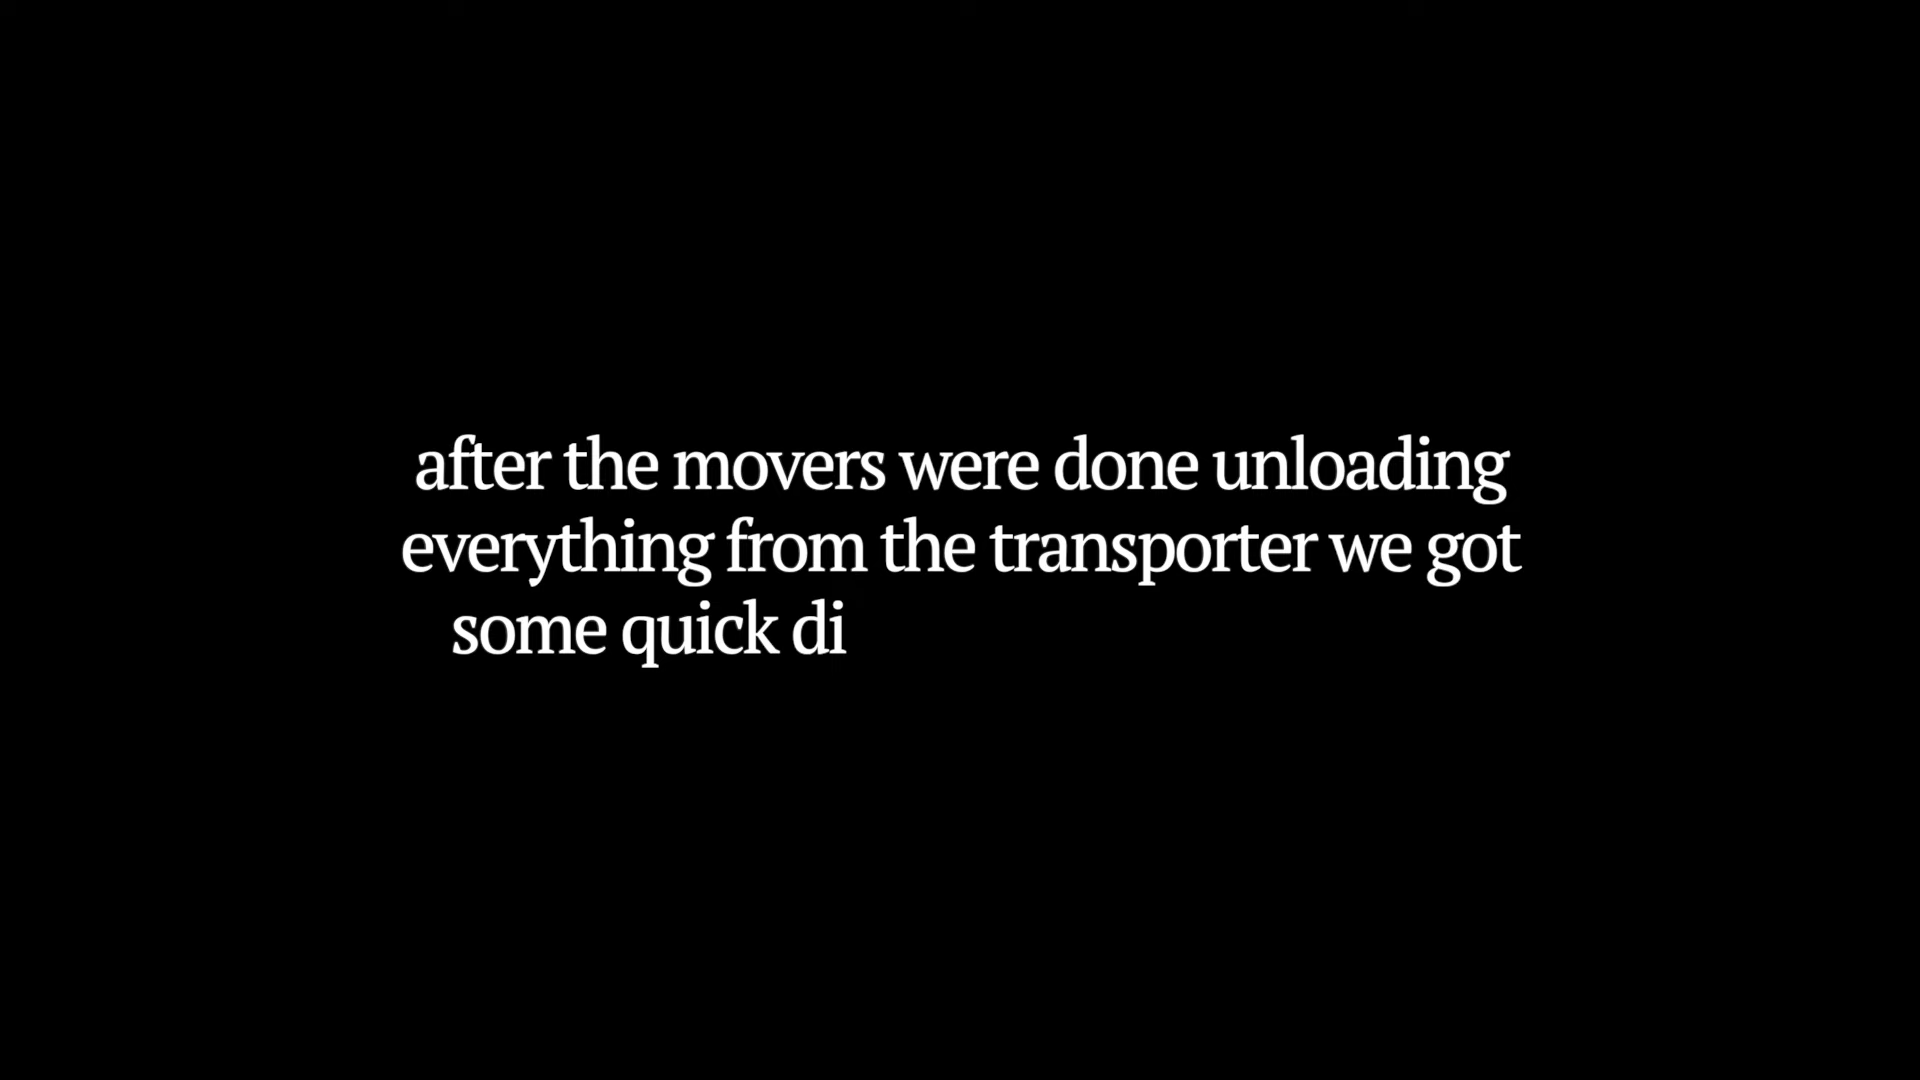 after the movers were done unloading
everything from the transporter we got
some quick di